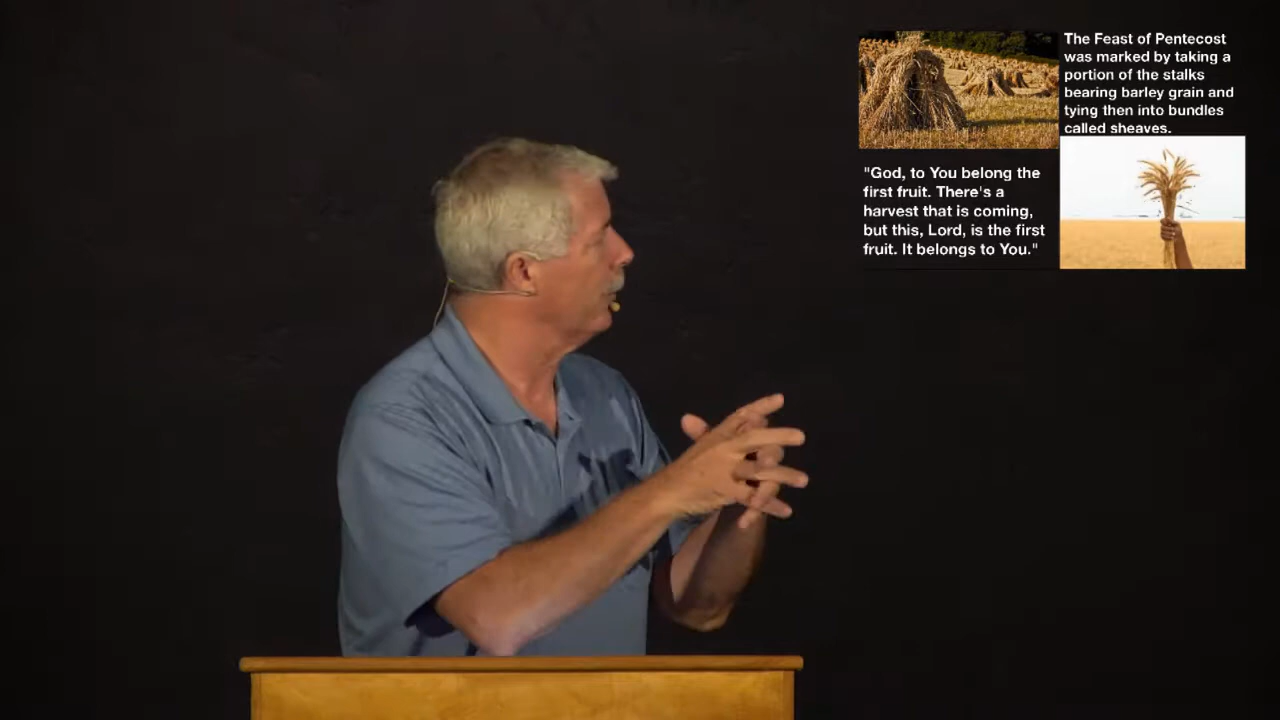 The Feast of Pentecost
was marked by taking a
portion of the stalks
bearing barley grain and
tying then into bundles
called sheaves.
"God, to You belong the
first fruit. There's a
harvest that is coming,
but this, Lord, is the first
fruit. It belongs to You."